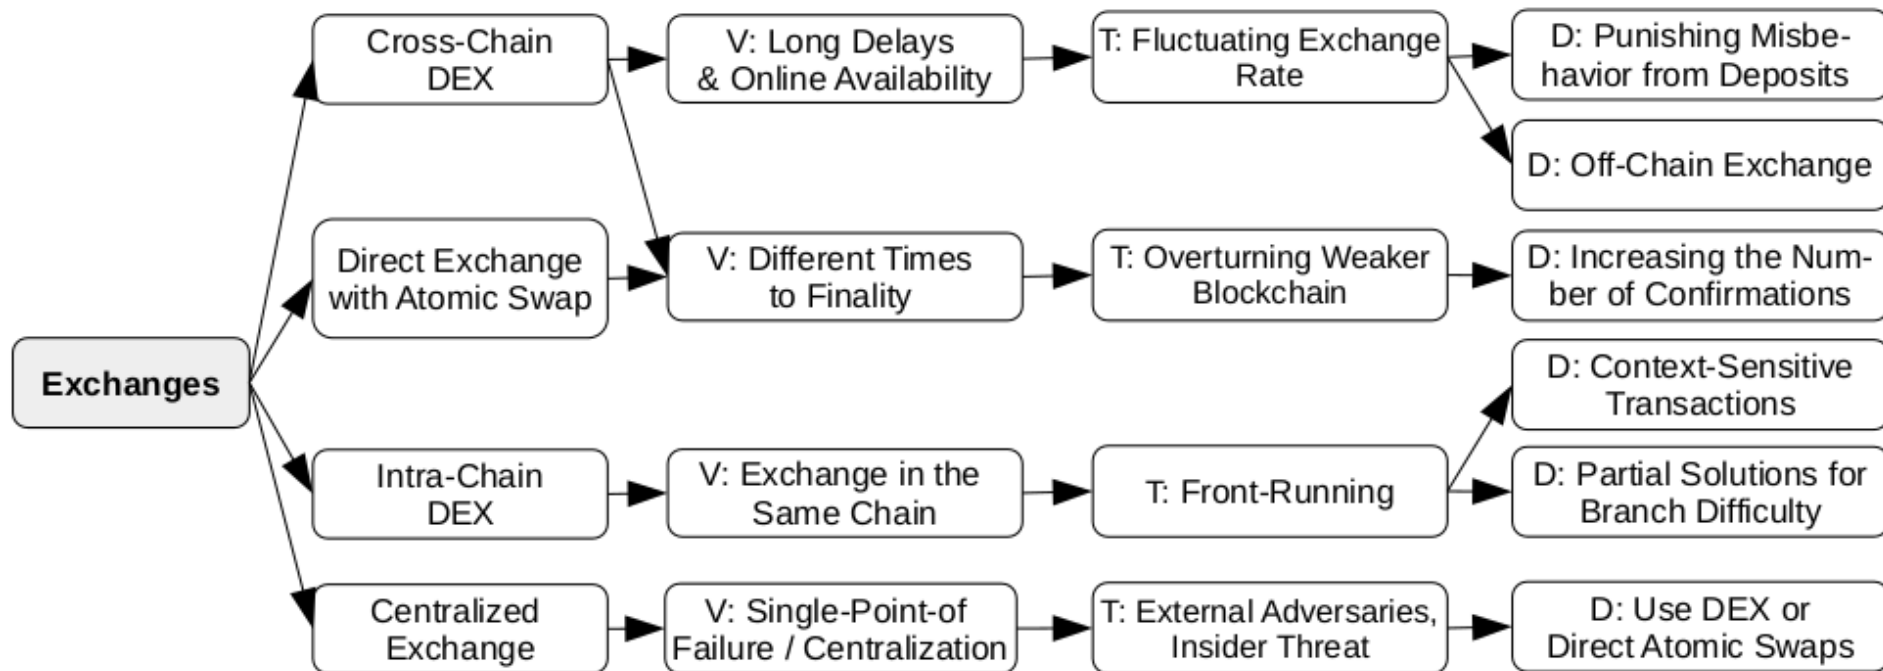 Cross-Chain
DEX
V: Long Delays
& Online Availability
T: Fluctuating Exchange
Rate
D: Punishing Misbe-
havior from Deposits
D: Off-Chain Exchange
Direct Exchange
with Atomic Swap
V: Different Times
to Finality
T: Overturning Weaker
Blockchain
D: Increasing the Num-
ber of Confirmations
Exchanges
D: Context-Sensitive
Transactions
Intra-Chain
DEX
V: Exchange in the
Same Chain
T: Front-Running
D: Partial Solutions for
Branch Difficulty
Centralized
Exchange
V: Single-Point-of
Failure / Centralization
T: External Adversaries,
Insider Threat
D: Use DEX or
Direct Atomic Swaps